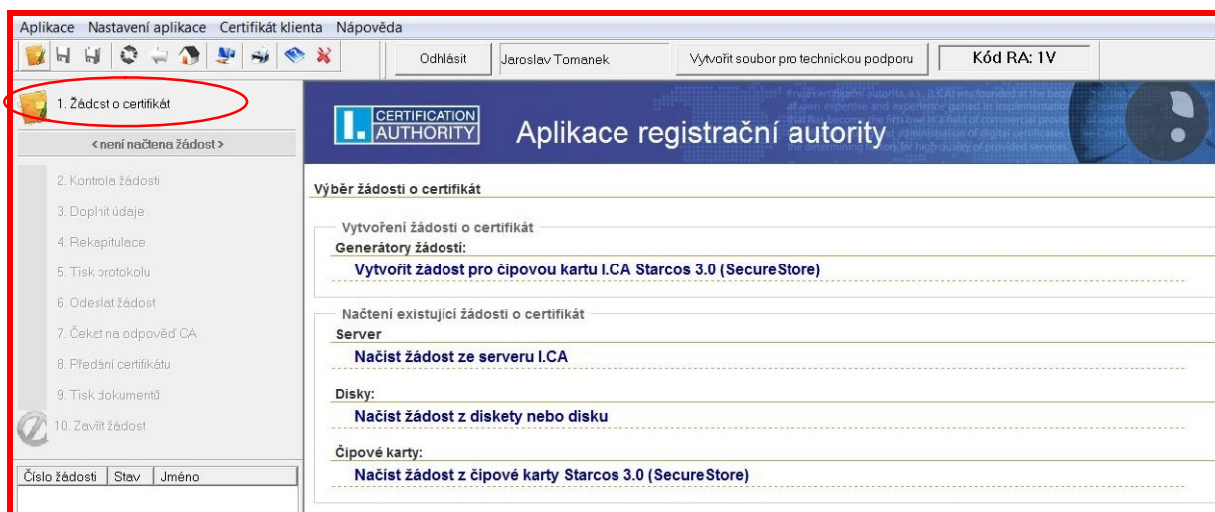 Aplikace Nastavení aplikace Certifikát klienta Nápověda
Odhlásit Jaroslav Tomanek Vytvořit soubor pro technickou podporu Kód RA: 1V
1. Žádost o certifikát
<není načtena žádost>
2. Kontrola žádosti
3. Doplnit údaje
4. Rekapitulace
5. Tisk protokolu
6. Odeslat žádost
7. Čekat na odpověď CA
8. Předání certifikátu
9. Tisk dokumentů
10. Zavřít žádost
Číslo žádosti Stav Jméno
I. CERTIFICATION
AUTHORITY
Aplikace registrační autority
Výběr žádosti o certifikát
Vytvoření žádosti o certifikát
Generátory žádostí:
Vytvořit žádost pro čipovou kartu I.CA Starcos 3.0 (SecureStore)
Načtení existující žádosti o certifikát
Server
Načíst žádost ze serveru I.CA
Disky:
Načíst žádost z diskety nebo disku
Čipové karty:
Načíst žádost z čipové karty Starcos 3.0 (SecureStore)